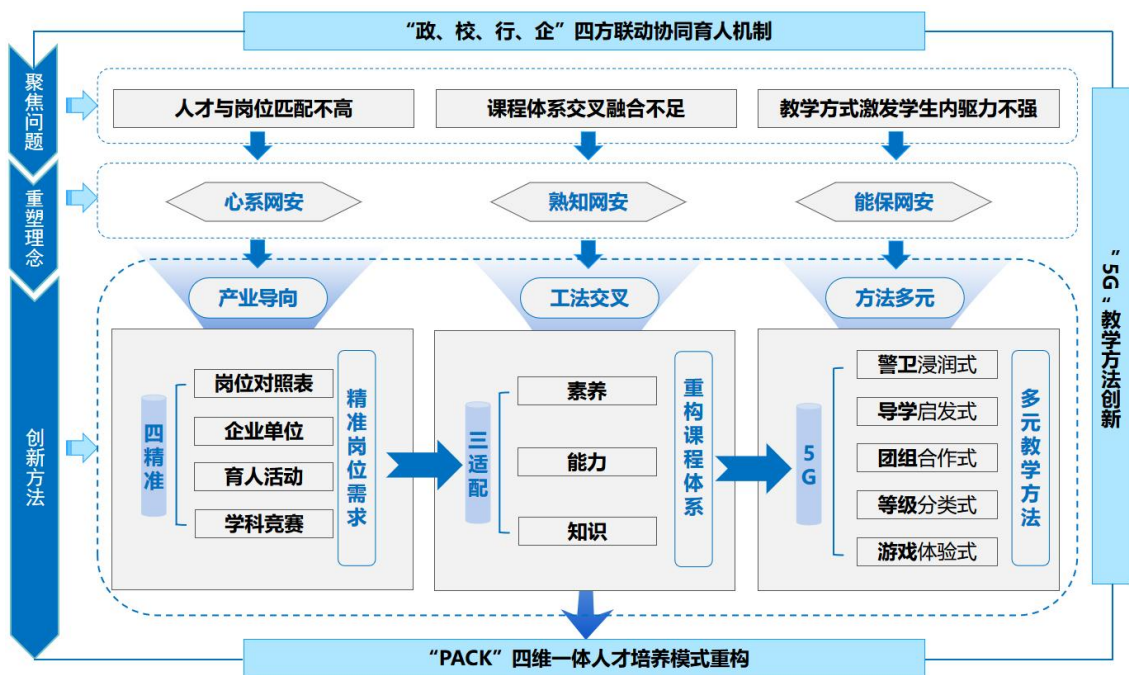 “政、校、行、企”四方联动协同育人机制
聚焦问题
人才与岗位匹配不高
课程体系交叉融合不足
教学方式激发学生内驱力不强
重塑理念
心系网安
熟知网安
能保网安
创新方法
产业导向
工法交叉
方法多元
四精准
岗位对照表
企业单位
育人活动
学科竞赛
精准岗位需求
三适配
素养
能力
知识
重构课程体系
5G
警卫浸润式
导学启发式
团组合作式
等级分类式
游戏体验式
多元教学方法
“5G“教学方法创新
“PACK”四维一体人才培养模式重构